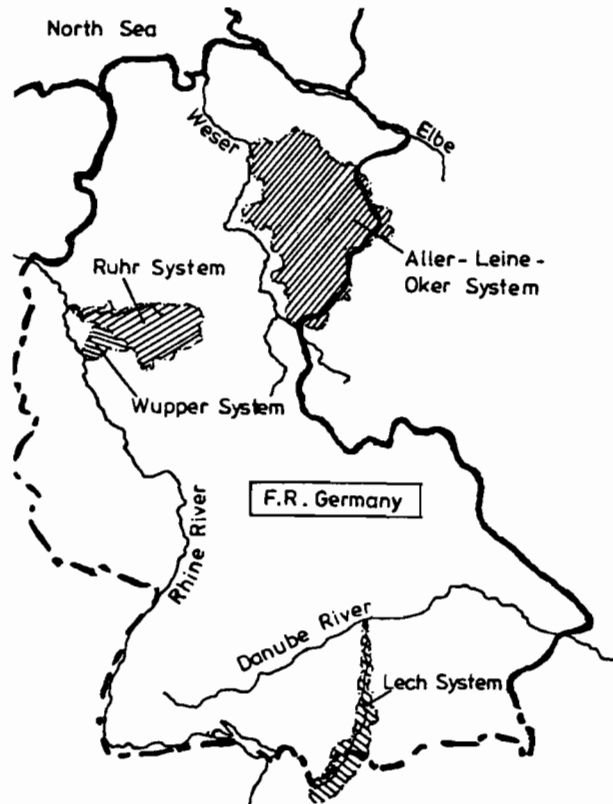 North Sea
Weser
Elbe
Aller-Leine-
Oker System
Ruhr System
Wupper System
F.R. Germany
Rhine River
Danube River
Lech System